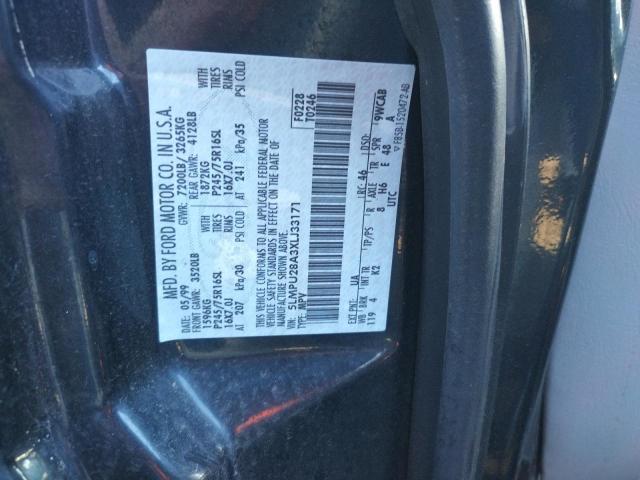 MFD. BY FORD MOTOR CO. IN U.S.A.
DATE: 05/99 GVWR: 7200LB/ 3265KG
FRONT GAWR: 3520LB REAR GAWR: 4128LB
1596KG WITH 1872KG WITH
P245/75R16SL TIRES P245/75R16SL TIRES
16X7.0J RIMS 16X7.0J RIMS
AT 207 kPa/30 PSI COLD AT 241 kPa/35 PSI COLD
THIS VEHICLE CONFORMS TO ALL APPLICABLE FEDERAL MOTOR
VEHICLE SAFETY STANDARDS IN EFFECT ON THE DATE OF
MANUFACTURE SHOWN ABOVE.
VIN: 5LMPU28A3XLJ33171 F0228
TYPE: MPV T0246
EXT PNT: UA RC: 46 DSO:
WB BRK INT TR TP/PS R AXLE TR SPR
119 4 K2 8 H6 E 48 9WCAB
UTC A
▽ F85B-1520472-AB